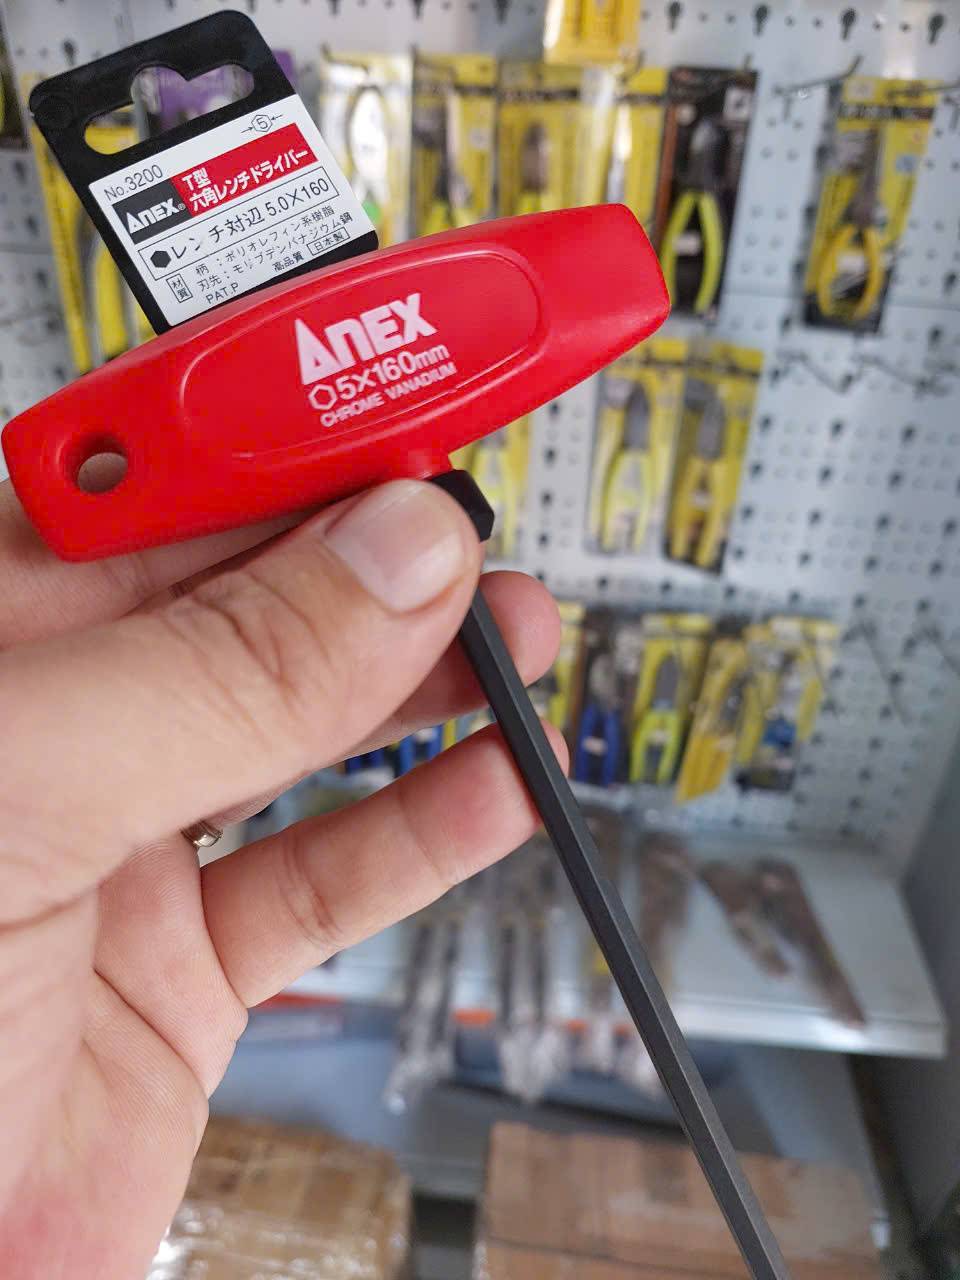 5
No.3200
ANEX® T型
六角レンチドライバー
レンチ対辺 5.0×160
材質
柄 : ポリオレフィン系樹脂
刃先 : モリブデンバナジウム鋼
PAT.P 高品質 日本製
ANEX
5×160mm
CHROME VANADIUM